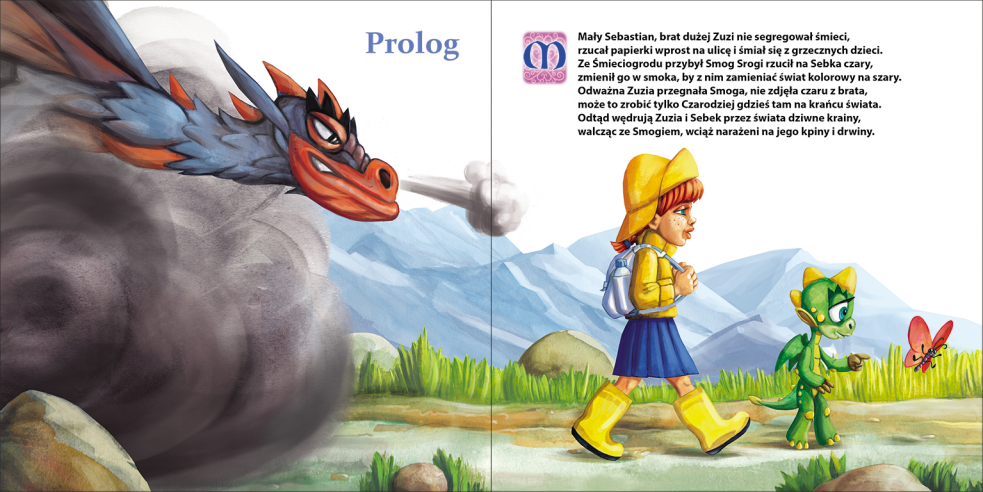 Prolog
Mały Sebastian, brat dużej Zuzi nie segregował śmieci,
rzucał papierki wprost na ulicę i śmiał się z grzecznych dzieci.
Ze Śmieciogrodu przybył Smog Srogi rzucił na Sebka czary,
zmienił go w smoka, by z nim zamieniać świat kolorowy na szary.
Odważna Zuzia przegnała Smoga, nie zdjęła czaru z brata,
może to zrobić tylko Czarodziej gdzieś tam na krańcu świata.
Odtąd wędrują Zuzia i Sebek przez świata dziwne krainy,
walcząc ze Smogiem, wciąż narażeni na jego kpiny i drwiny.